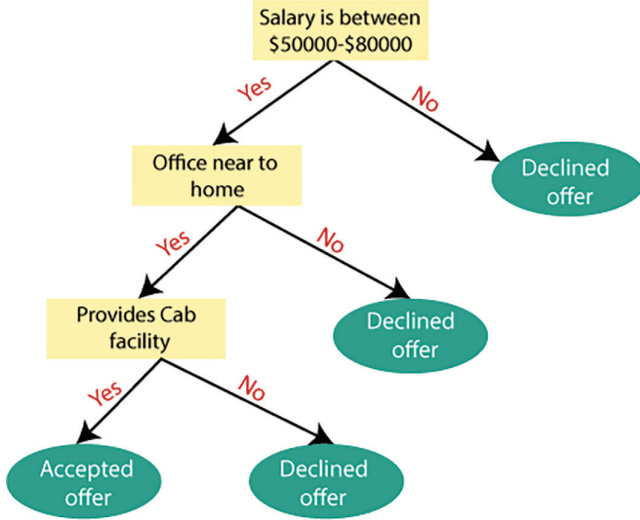 Salary is between
$50000-$80000
Yes
No
Office near to
home
Declined
offer
Yes
No
Provides Cab
facility
Declined
offer
Yes
No
Accepted
offer
Declined
offer